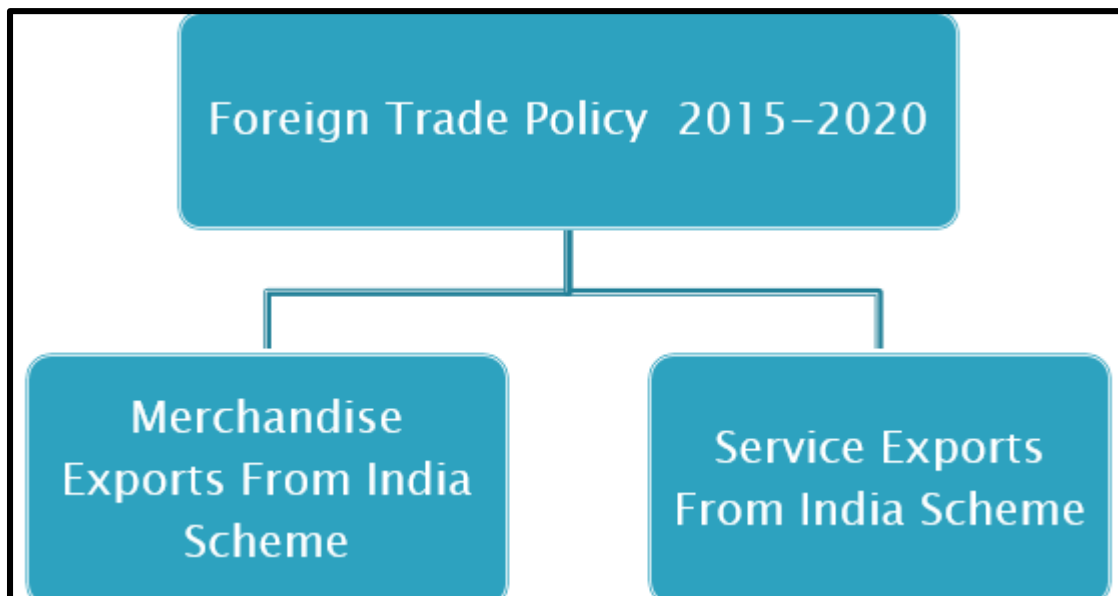 Foreign Trade Policy  2015-2020
Merchandise
Exports From India
Scheme
Service Exports
From India Scheme